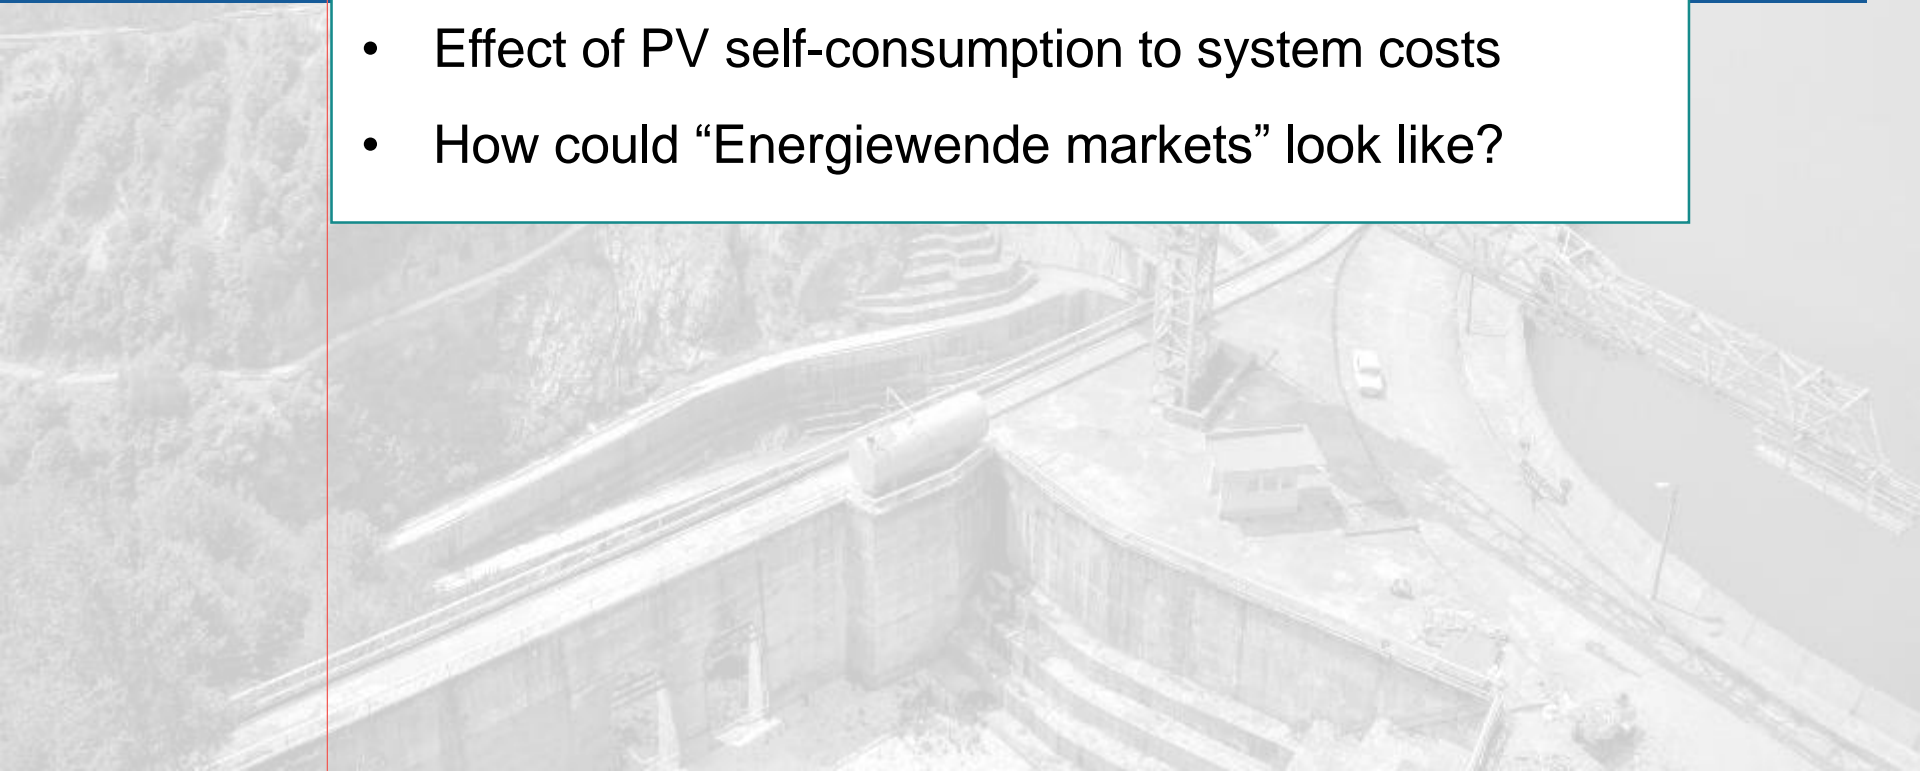 • Effect of PV self-consumption to system costs
• How could “Energiewende markets” look like?